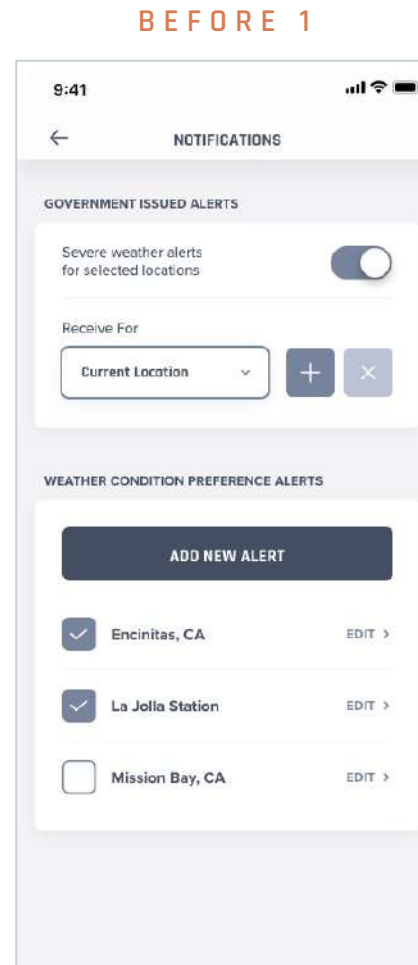 BEFORE 1
9:41
NOTIFICATIONS
GOVERNMENT ISSUED ALERTS
Severe weather alerts
for selected locations
Receive For
Current Location
WEATHER CONDITION PREFERENCE ALERTS
ADD NEW ALERT
Encinitas, CA EDIT >
La Jolla Station EDIT >
Mission Bay, CA EDIT >